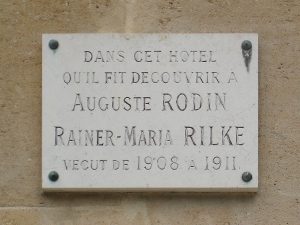 DANS CET HOTEL
QU'IL FIT DECOUVRIR A
AUGUSTE RODIN
RAINER-MARIA RILKE
VECUT DE 1908 A 1911